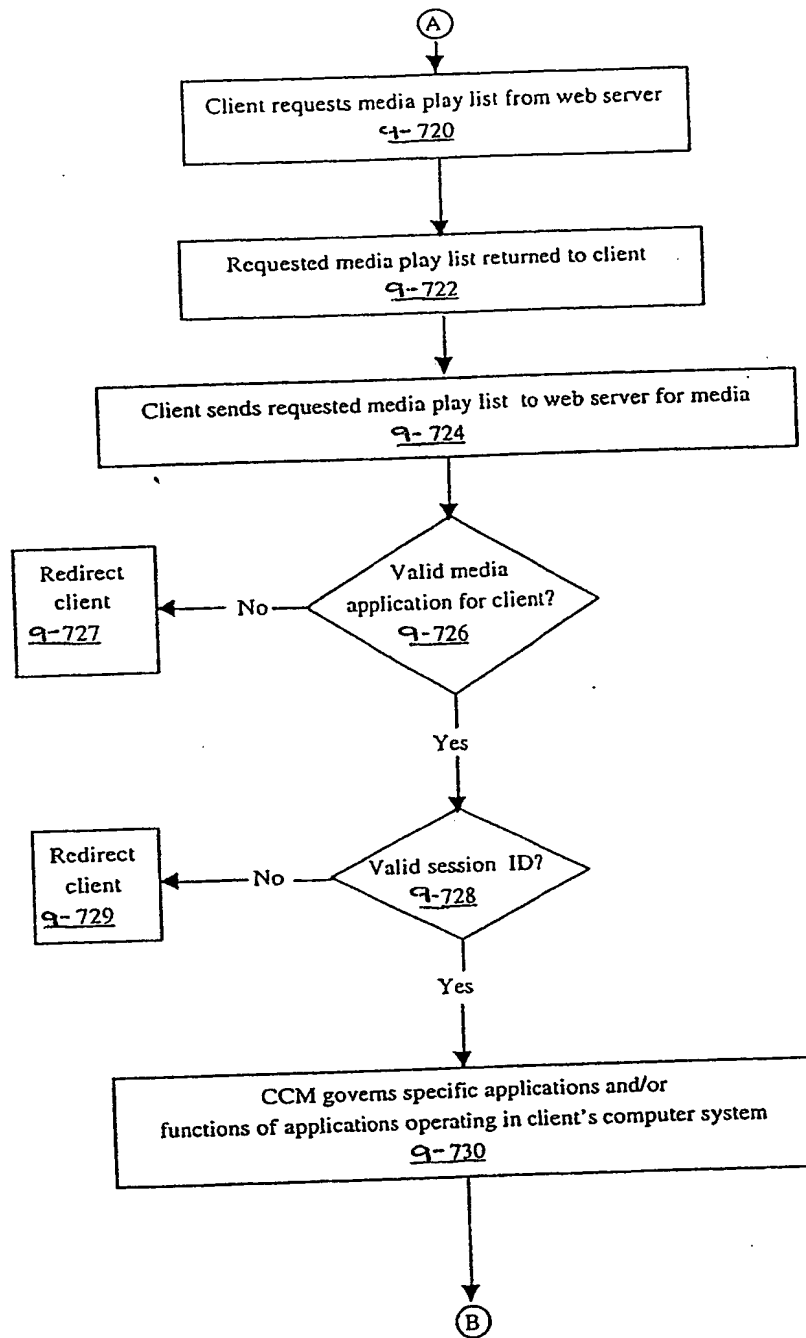 A
Client requests media play list from web server
9-720
Requested media play list returned to client
9-722
Client sends requested media play list to web server for media
9-724
Valid media
application for client?
9-726
No
Redirect
client
9-727
Yes
Valid session ID?
9-728
No
Redirect
client
9-729
Yes
CCM governs specific applications and/or
functions of applications operating in client's computer system
9-730
B